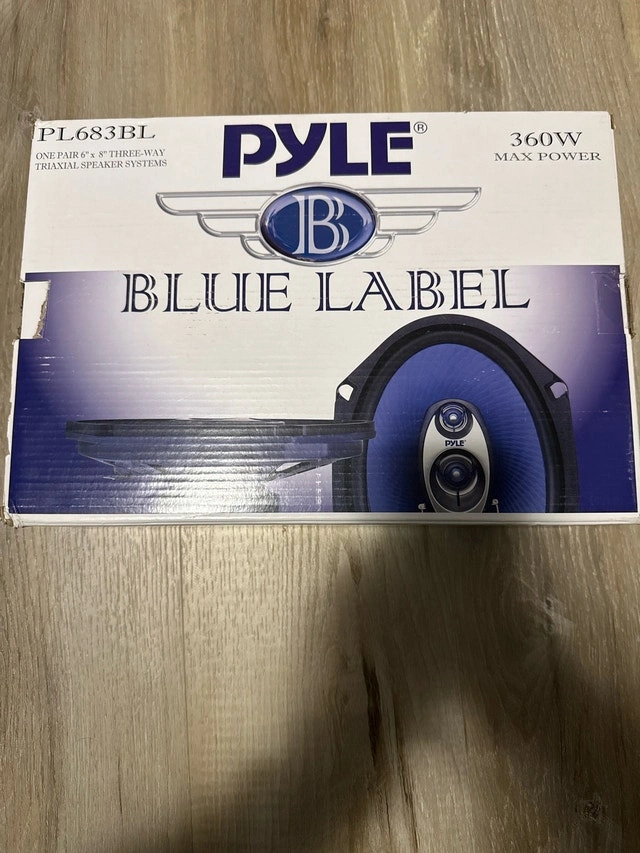 PL683BL
ONE PAIR 6" x 8" THREE-WAY
TRIAXIAL SPEAKER SYSTEMS
PYLE®
360W
MAX POWER
B
BLUE LABEL
PYLE